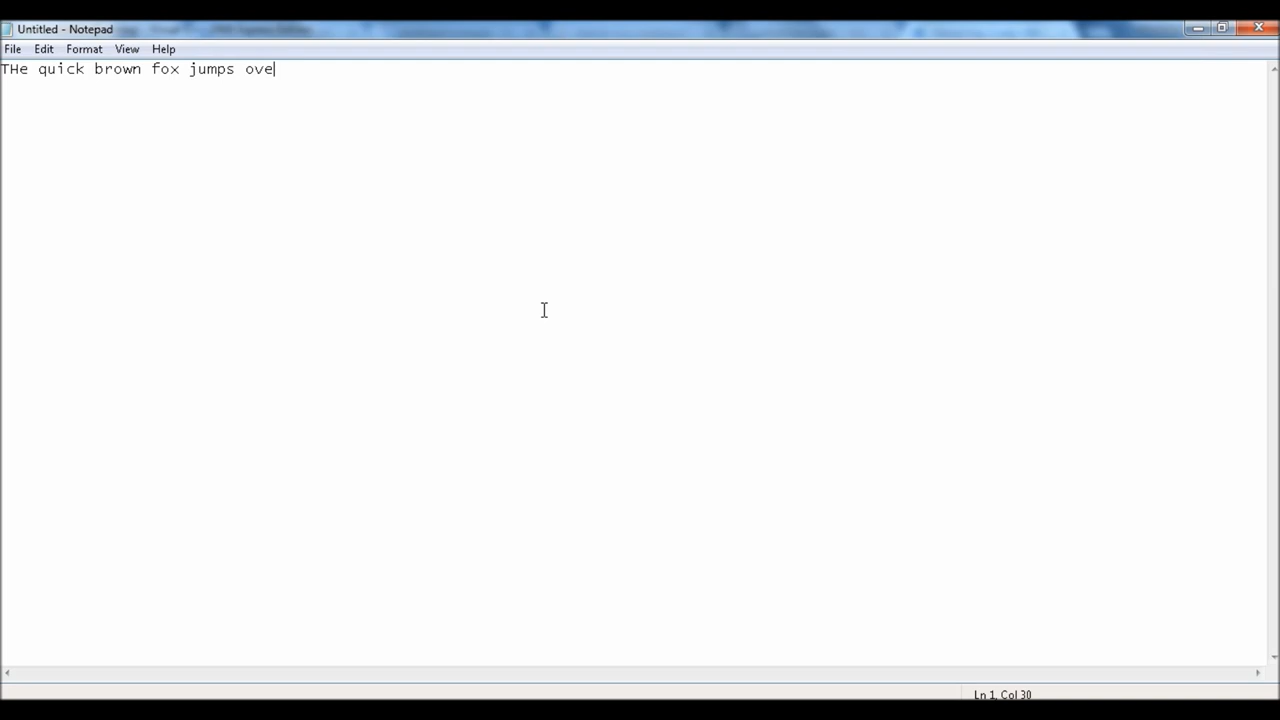 Untitled - Notepad
File Edit Format View Help
THe quick brown fox jumps ove
Ln 1, Col 30